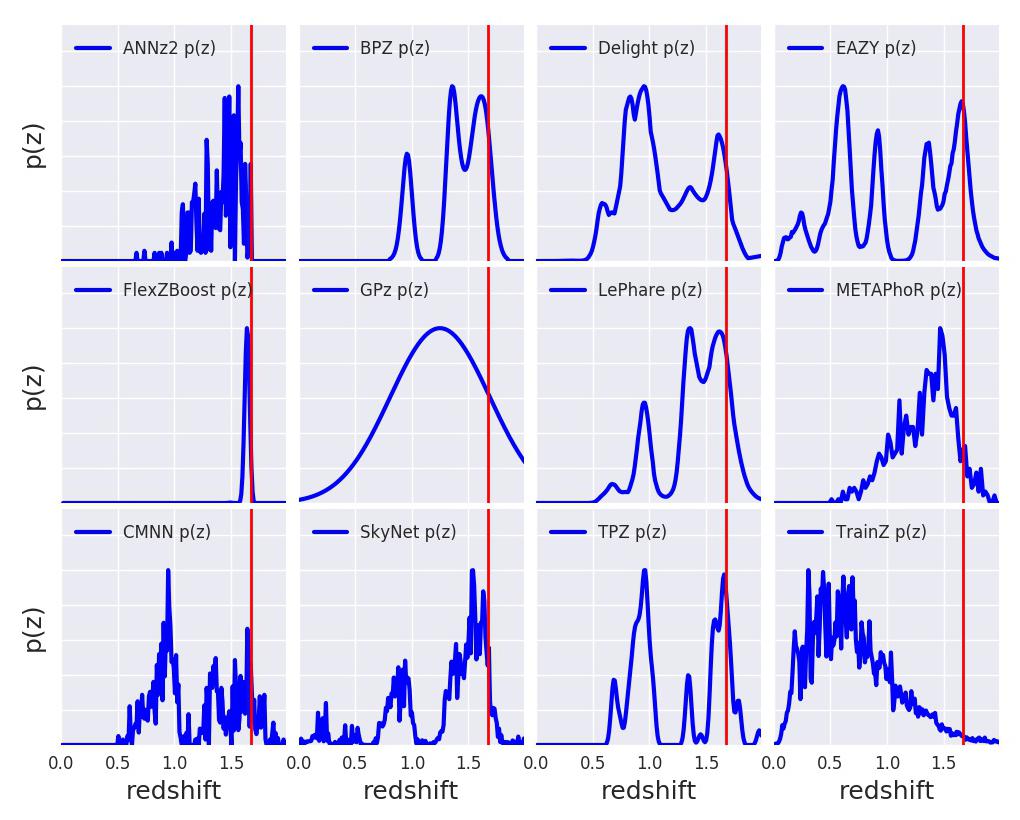 ANNz2 p(z) BPZ p(z) Delight p(z) EAZY p(z)
p(z)
FlexZBoost p(z) GPz p(z) LePhare p(z) METAPhoR p(z)
p(z)
CMNN p(z) SkyNet p(z) TPZ p(z) TrainZ p(z)
p(z)
0.0 0.5 1.0 1.5 0.0 0.5 1.0 1.5 0.0 0.5 1.0 1.5 0.0 0.5 1.0 1.5
redshift redshift redshift redshift